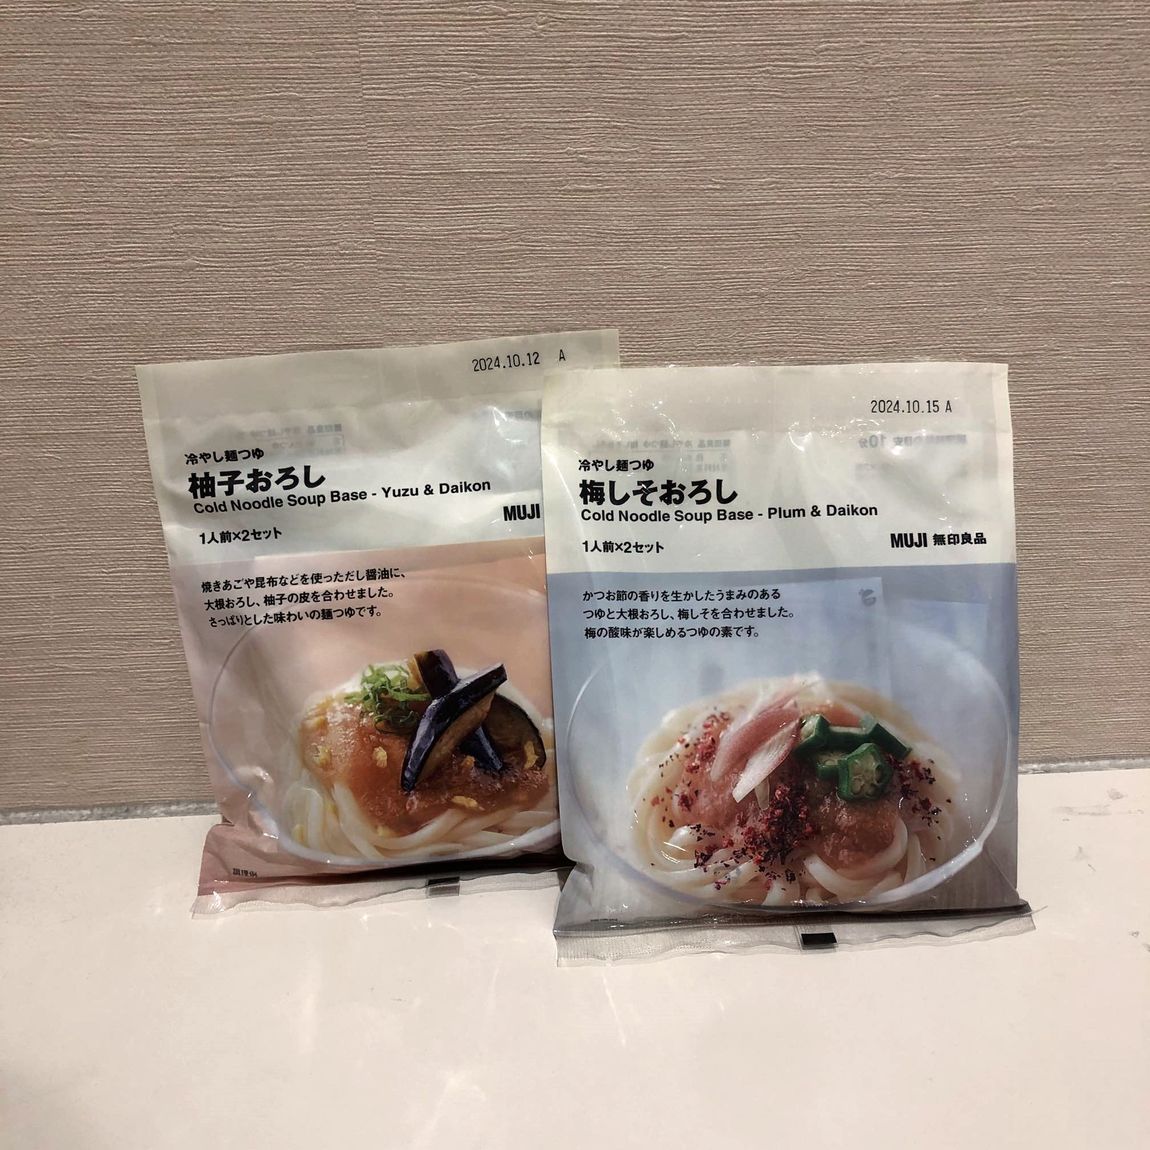 2024.10.12 A
冷やし麺つゆ
柚子おろし
Cold Noodle Soup Base - Yuzu & Daikon
MUJI
1人前×2セット
焼きあごや昆布などを使っただし醤油に、
大根おろし、柚子の皮を合わせました。
さっぱりとした味わいの麺つゆです。
調理例
2024.10.15 A
冷やし麺つゆ
梅しそおろし
Cold Noodle Soup Base - Plum & Daikon
1人前×2セット
MUJI 無印良品
かつお節の香りを生かしたうまみのある
つゆと大根おろし、梅しそを合わせました。
梅の酸味が楽しめるつゆの素です。